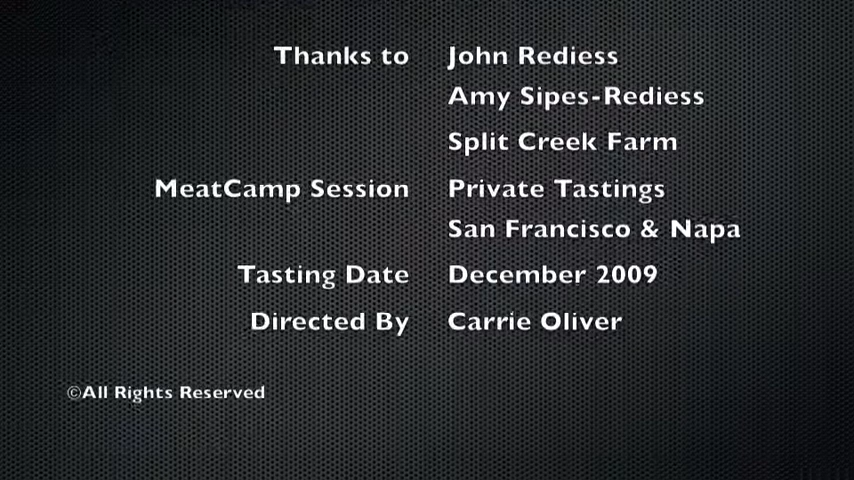 Thanks to John Rediess
Amy Sipes-Rediess
Split Creek Farm
MeatCamp Session Private Tastings
San Francisco & Napa
Tasting Date December 2009
Directed By Carrie Oliver
©All Rights Reserved